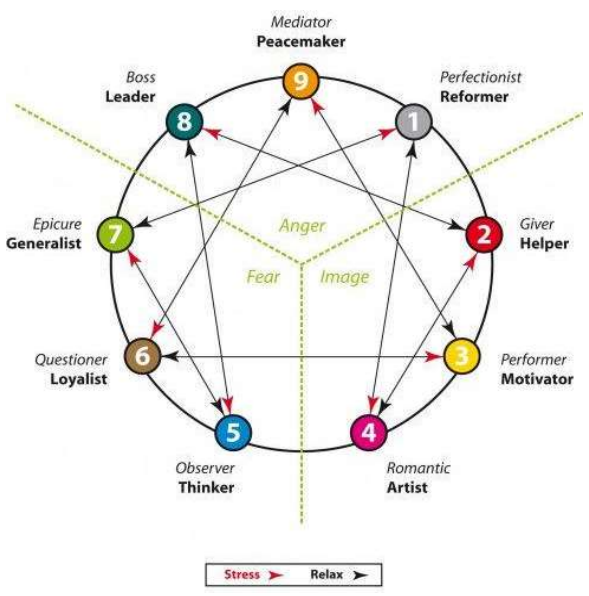 Mediator
Peacemaker
9
Boss
Leader
8
Perfectionist
Reformer
1
Epicure
Generalist
7
Anger
Giver
Helper
2
Fear
Image
Questioner
Loyalist
6
3
Performer
Motivator
5
4
Observer
Thinker
Romantic
Artist
Stress Relax